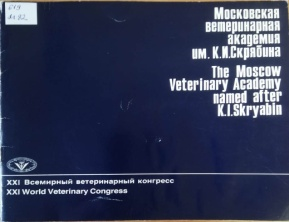 Московская
ветеринарная
академия
им. К.И.Скрябина
The Moscow
Veterinary Academy
named after
K.I.Skryabin
XXI Всемирный ветеринарный конгресс
XXI World Veterinary Congress